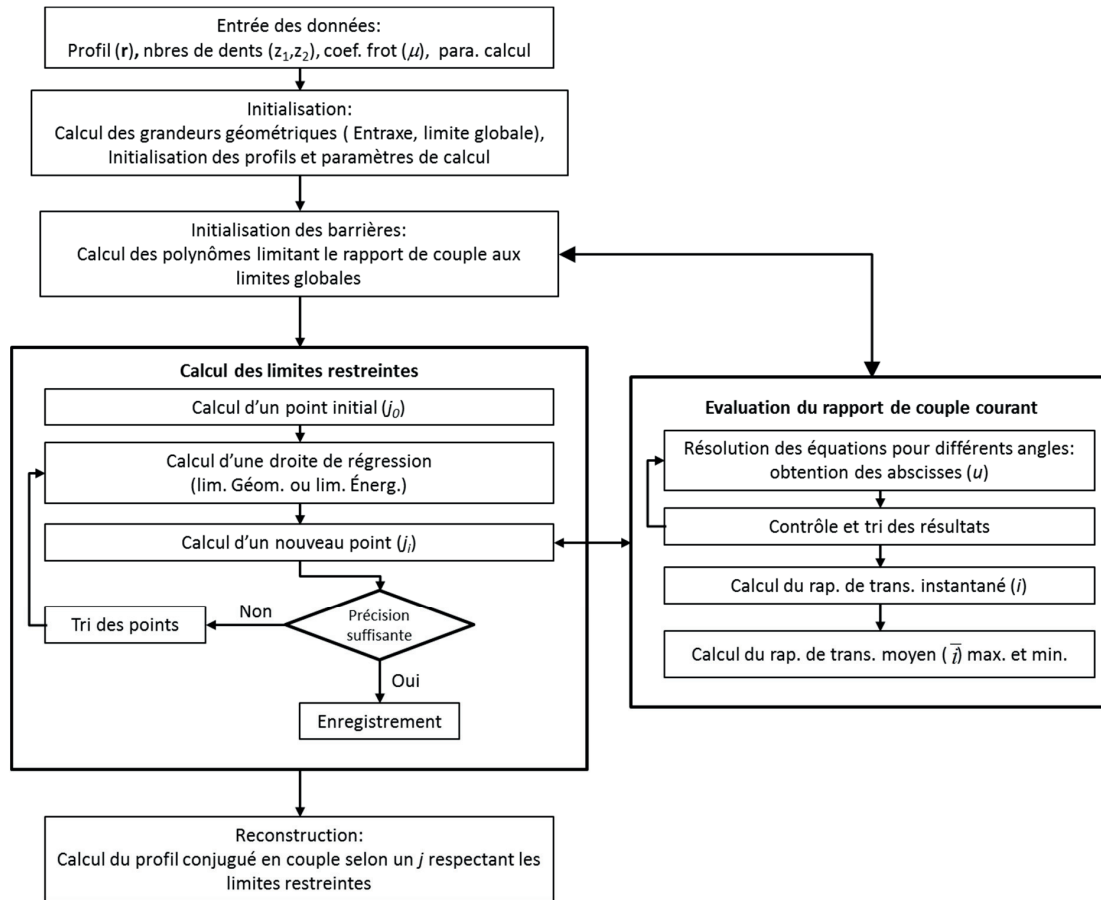 Entrée des données:
Profil (r), nbres de dents (z₁,z₂), coef. frot (μ), para. calcul
Initialisation:
Calcul des grandeurs géométriques ( Entraxe, limite globale),
Initialisation des profils et paramètres de calcul
Initialisation des barrières:
Calcul des polynômes limitant le rapport de couple aux
limites globales
Calcul des limites restreintes
Calcul d'un point initial (j₀)
Calcul d'une droite de régression
(lim. Géom. ou lim. Énerg.)
Calcul d'un nouveau point (jᵢ)
Précision
suffisante
Non
Tri des points
Oui
Enregistrement
Evaluation du rapport de couple courant
Résolution des équations pour différents angles:
obtention des abscisses (u)
Contrôle et tri des résultats
Calcul du rap. de trans. instantané (i)
Calcul du rap. de trans. moyen ( i̅) max. et min.
Reconstruction:
Calcul du profil conjugué en couple selon un j respectant les
limites restreintes